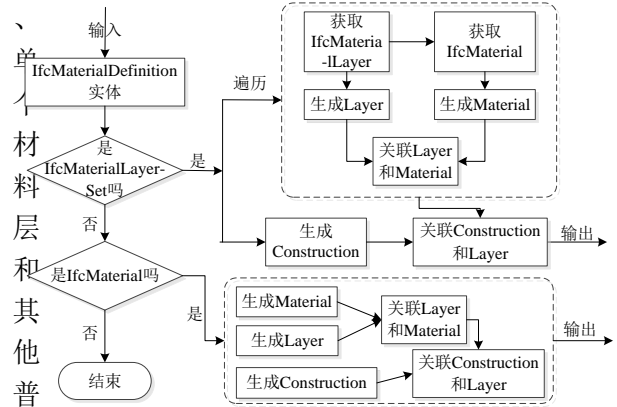 、
单
个
材
料
层
和
其
他
普
输入
IfcMaterialDefinition
实体
是
IfcMaterialLayer-
Set吗
是
否
是IfcMaterial吗
是
否
结束
遍历
获取
IfcMateria
-lLayer
获取
IfcMaterial
生成Layer
生成Material
关联Layer
和Material
生成
Construction
关联Construction
和Layer
输出
生成Material
生成Layer
关联Layer
和Material
生成Construction
关联Construction
和Layer
输出